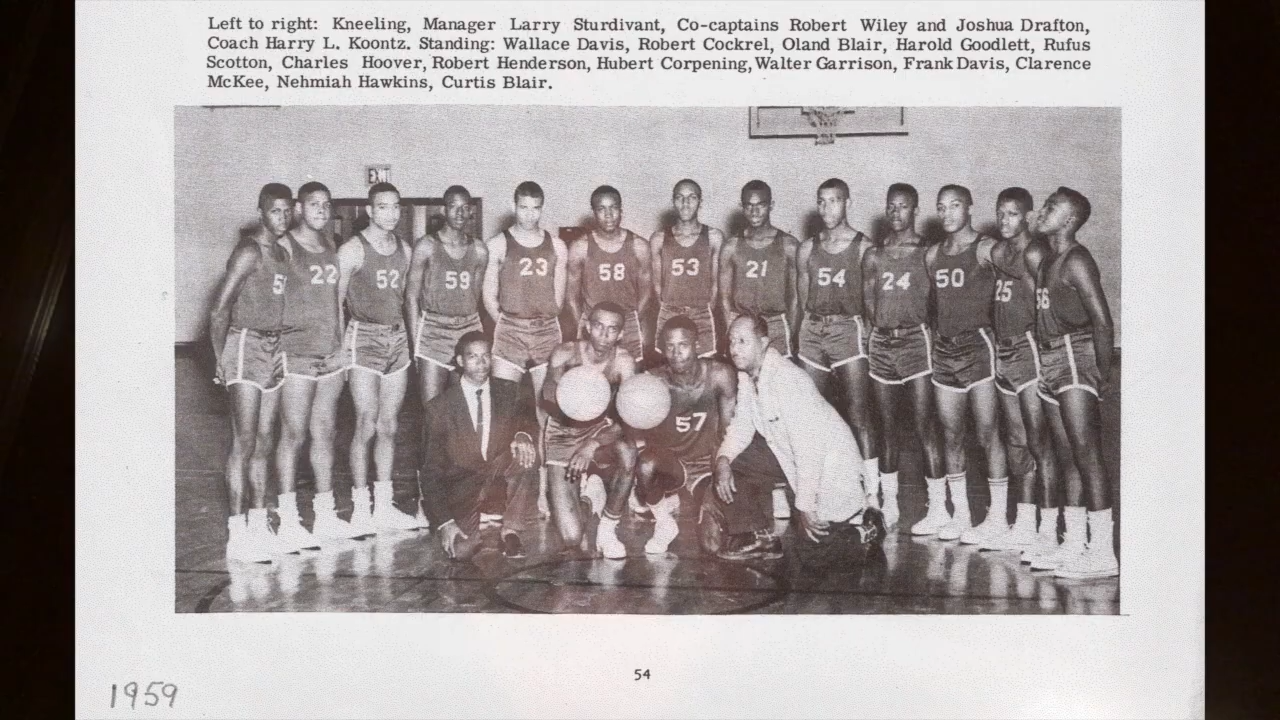 Left to right: Kneeling, Manager Larry Sturdivant, Co-captains Robert Wiley and Joshua Drafton,
Coach Harry L. Koontz. Standing: Wallace Davis, Robert Cockrel, Oland Blair, Harold Goodlett, Rufus
Scotton, Charles Hoover, Robert Henderson, Hubert Corpening, Walter Garrison, Frank Davis, Clarence
McKee, Nehmiah Hawkins, Curtis Blair.
EXIT
5 22 52 59 23 58 53 21 54 24 50 25 56
57
54
1959